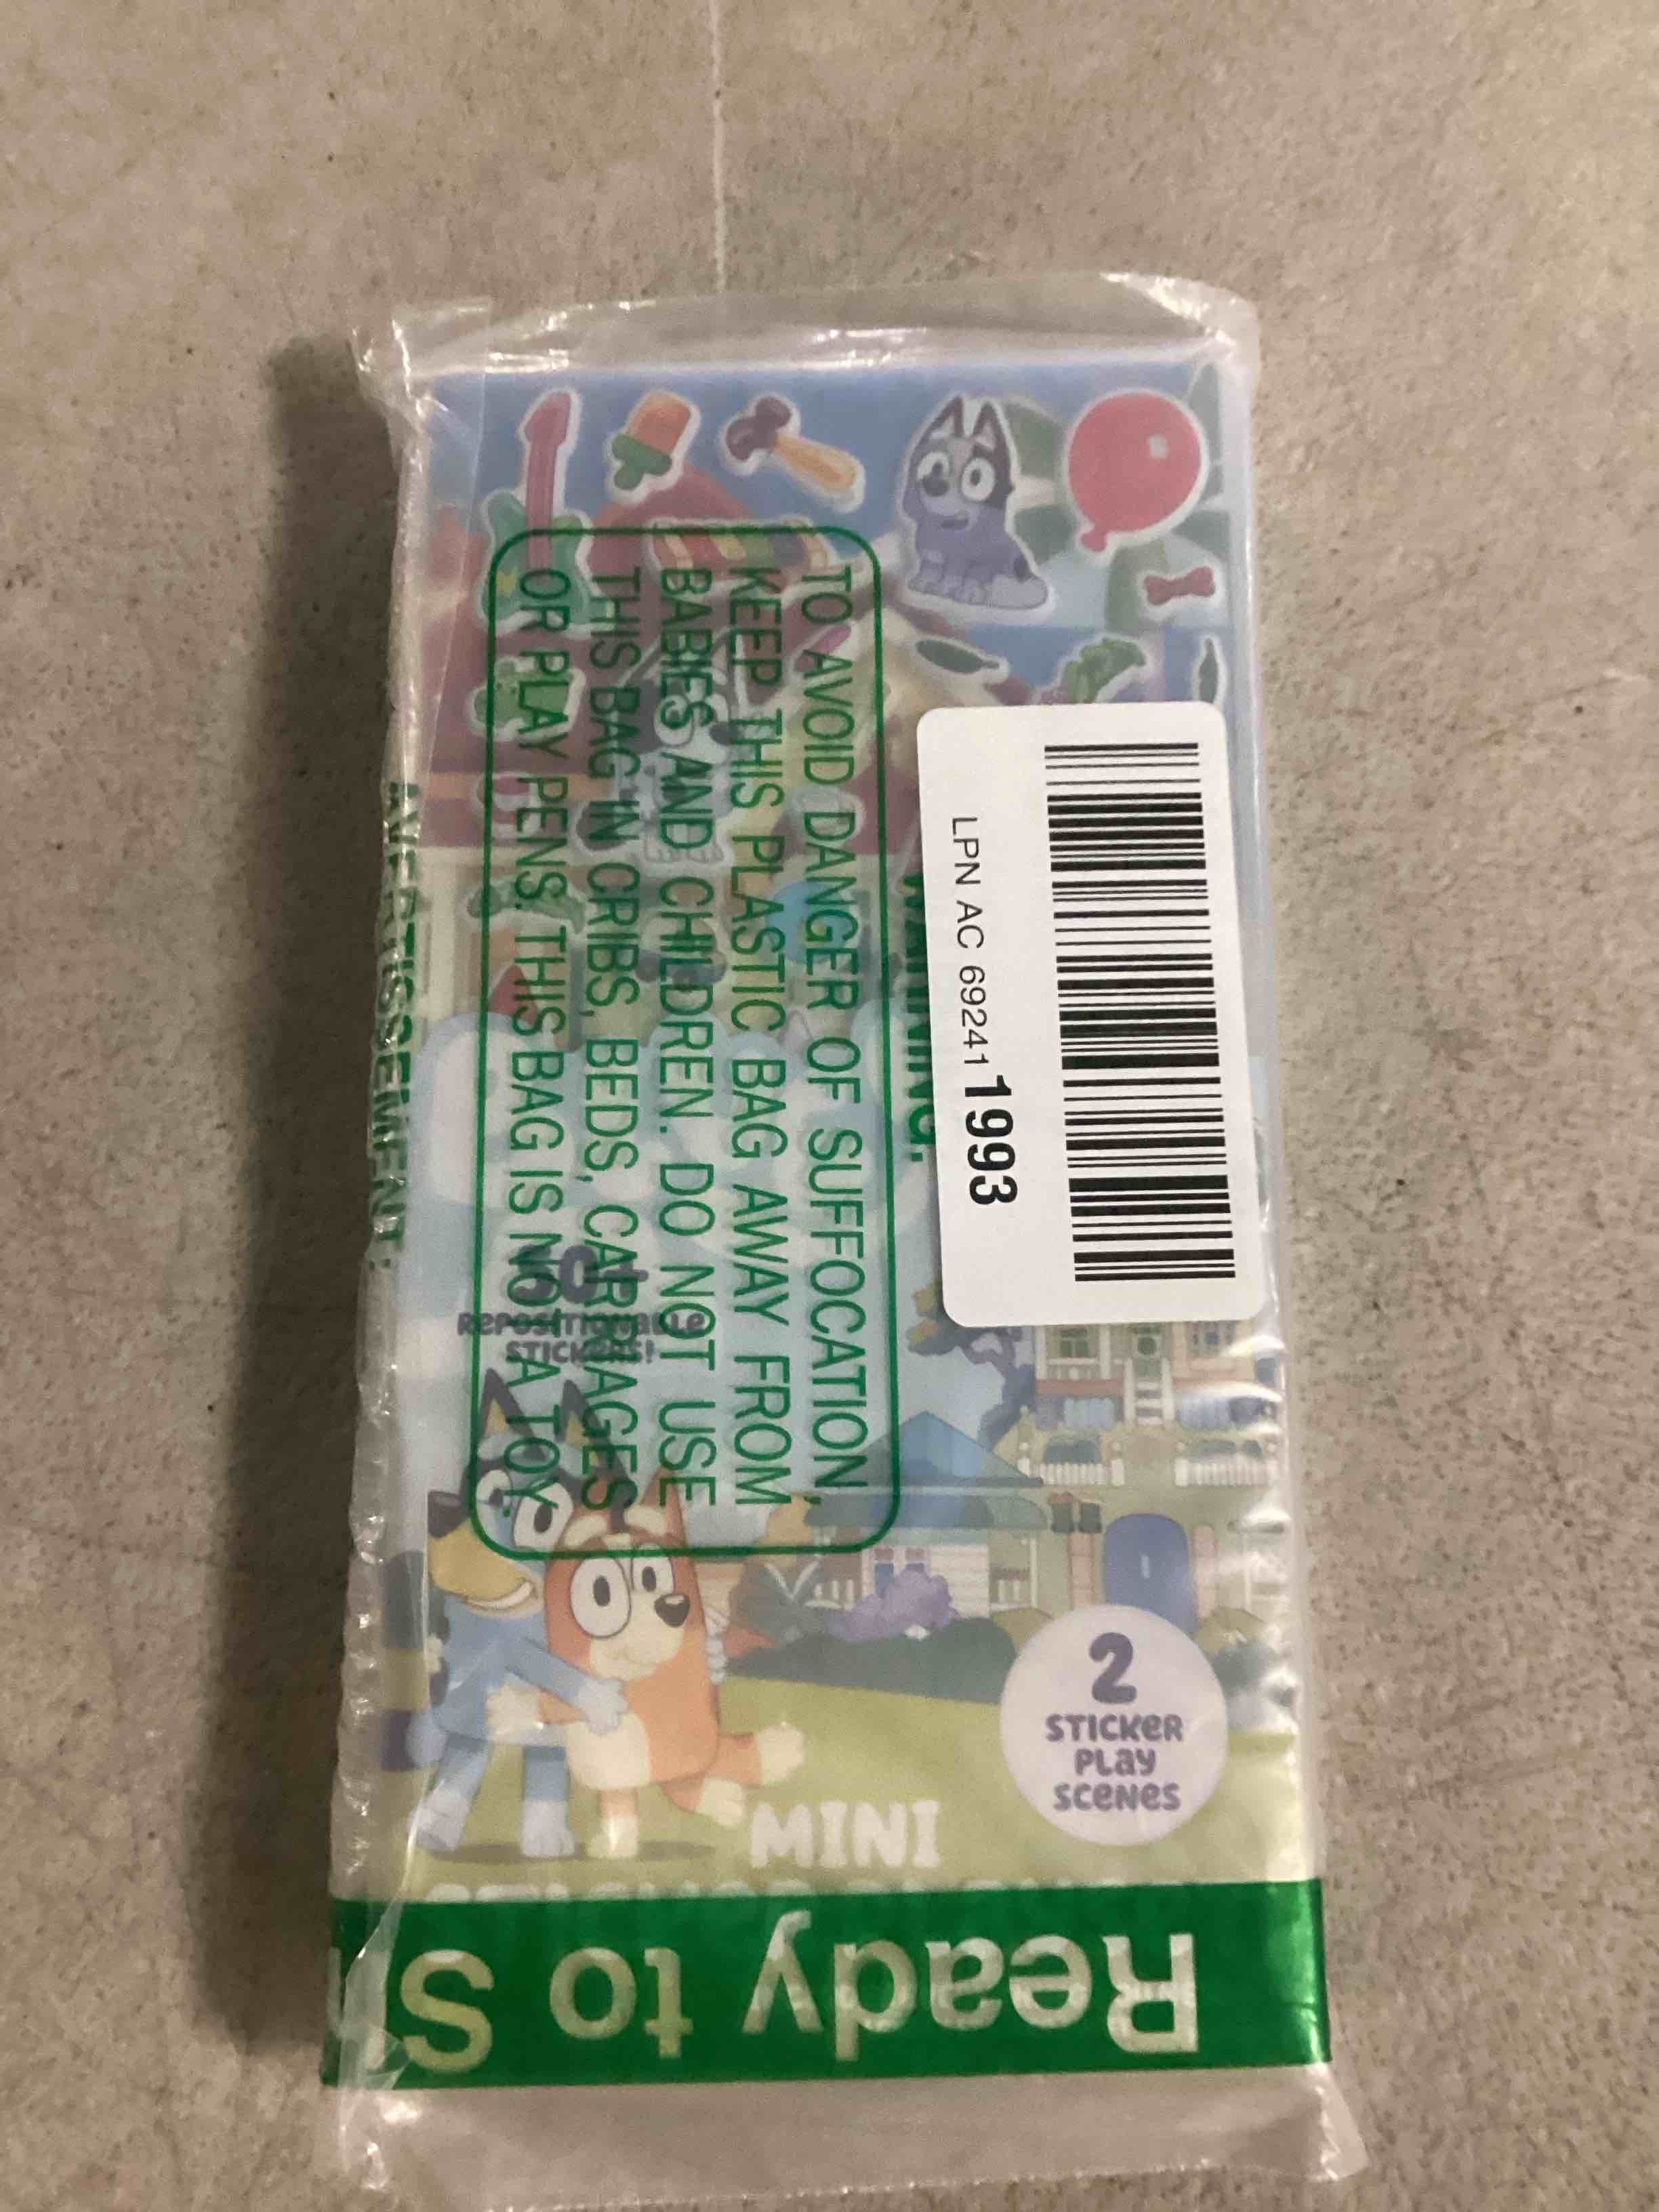 WARNING:
TO AVOID DANGER OF SUFFOCATION,
KEEP THIS PLASTIC BAG AWAY FROM
BABIES AND CHILDREN. DO NOT USE
THIS BAG IN CRIBS, BEDS, CARRIAGES
OR PLAY PENS. THIS BAG IS NOT A TOY.
AVERTISSEMENT:
LPN AC 692411993
50+
REPOSITIONABLE
STICKERS!
2
STICKER
PLAY
SCENES
MINI
Ready to S